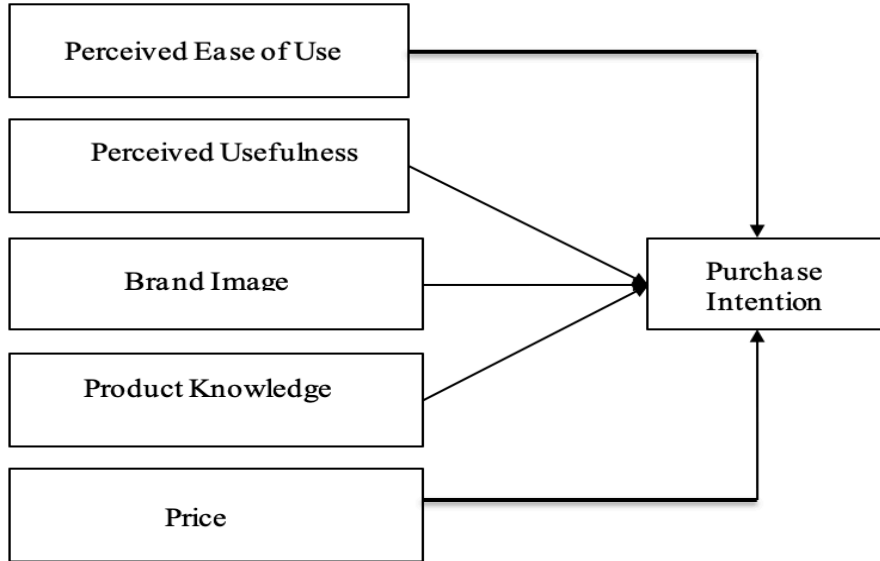 Perceived Ease of Use
Perceived Usefulness
Brand Image
Product Knowledge
Price
Purchase
Intention